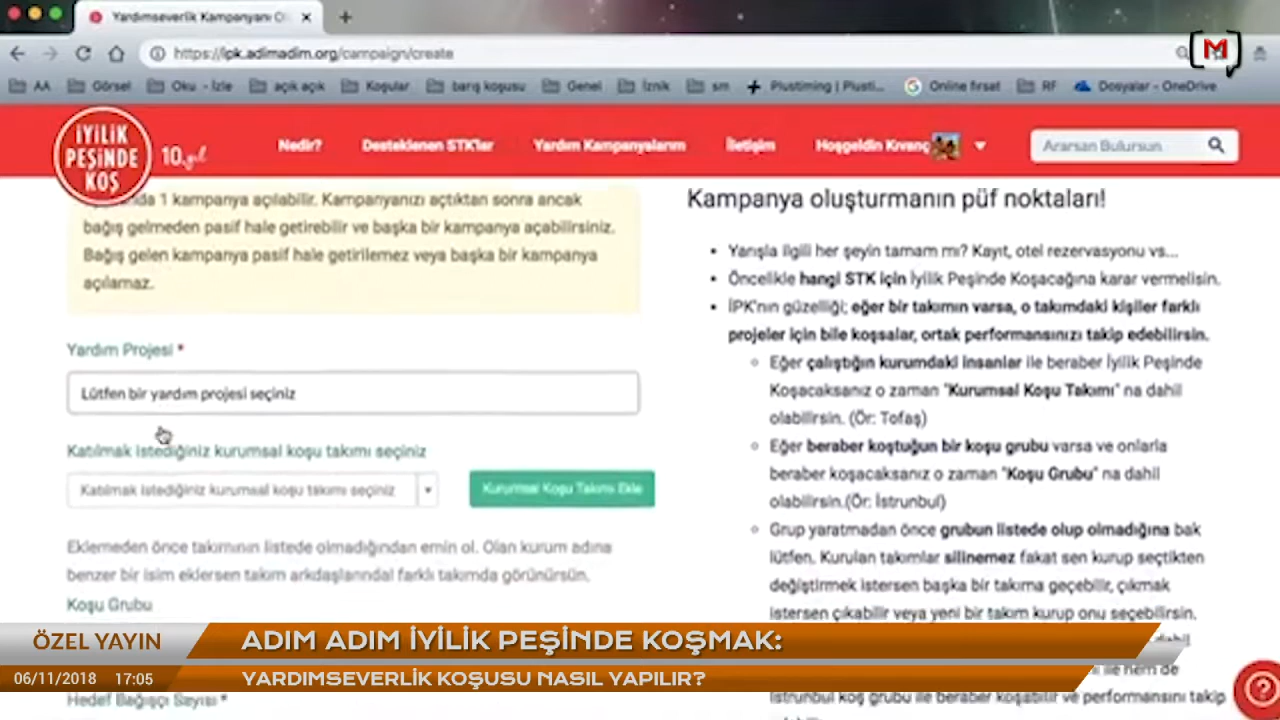 Yardımseverlik Kampanyanı Ol
https://ipk.adimadim.org/campaign/create
M
AA Görsel Oku - İzle açık açık Koşular barış koşusu Genel İznik sm Plustiming | Plusti... Online fırsat RF Dosyalar - OneDrive
İYİLİK PEŞİNDE KOŞ
10.yıl
Nedir? Desteklenen STK'lar Yardım Kampanyalarım İletişim Hoşgeldin Kıvanç
Ararsan Bulursun
1 kampanya açılabilir. Kampanyanızı açtıktan sonra ancak
bağış gelmeden pasif hale getirebilir ve başka bir kampanya açabilirsiniz.
Bağış gelen kampanya pasif hale getirilemez veya başka bir kampanya
açılamaz.
Yardım Projesi *
Lütfen bir yardım projesi seçiniz
Katılmak istediğiniz kurumsal koşu takımı seçiniz
Katılmak istediğiniz kurumsal koşu takımı seçiniz
Kurumsal Koşu Takımı Ekle
Eklemeden önce takımının listede olmadığından emin ol. Olan kurum adına
benzer bir isim eklersen takım arkdaşlarındal farklı takımda görünürsün.
Koşu Grubu
Hedef Bağışçı Sayısı *
Kampanya oluşturmanın püf noktaları!
• Yarışla ilgili her şeyin tamam mı? Kayıt, otel rezervasyonu vs...
• Öncelikle hangi STK için İyilik Peşinde Koşacağına karar vermelisin.
• İPK'nın güzelliği; eğer bir takımın varsa, o takımdaki kişiler farklı
projeler için bile koşsalar, ortak performansınızı takip edebilirsin.
Eğer çalıştığın kurumdaki insanlar ile beraber İyilik Peşinde
Koşacaksanız o zaman "Kurumsal Koşu Takımı" na dahil
olabilirsin. (Ör: Tofaş)
Eğer beraber koştuğun bir koşu grubu varsa ve onlarla
beraber koşacaksanız o zaman "Koşu Grubu" na dahil
olabilirsin.(Ör: İstrunbul)
Grup yaratmadan önce grubun listede olup olmadığına bak
lütfen. Kurulan takımlar silinemez fakat sen kurup seçtikten
değiştirmek istersen başka bir takıma geçebilir, çıkmak
istersen çıkabilir veya yeni bir takım kurup onu seçebilirsin.
dahil
ile hem de
İstrunbul koş grubu ile beraber koşabilir ve performansını takip
ÖZEL YAYIN
ADIM ADIM İYİLİK PEŞİNDE KOŞMAK:
06/11/2018 17:05
YARDIMSEVERLİK KOŞUSU NASIL YAPILIR?